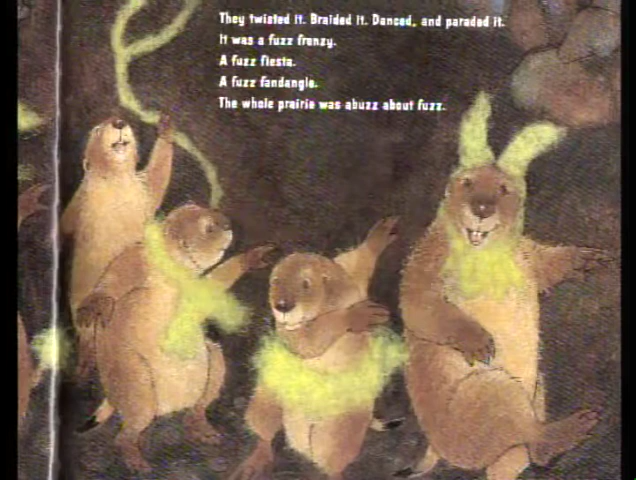 They twisted it. Braided it. Danced, and paraded it.
It was a fuzz frenzy.
A fuzz fiesta.
A fuzz fandangle.
The whole prairie was abuzz about fuzz.